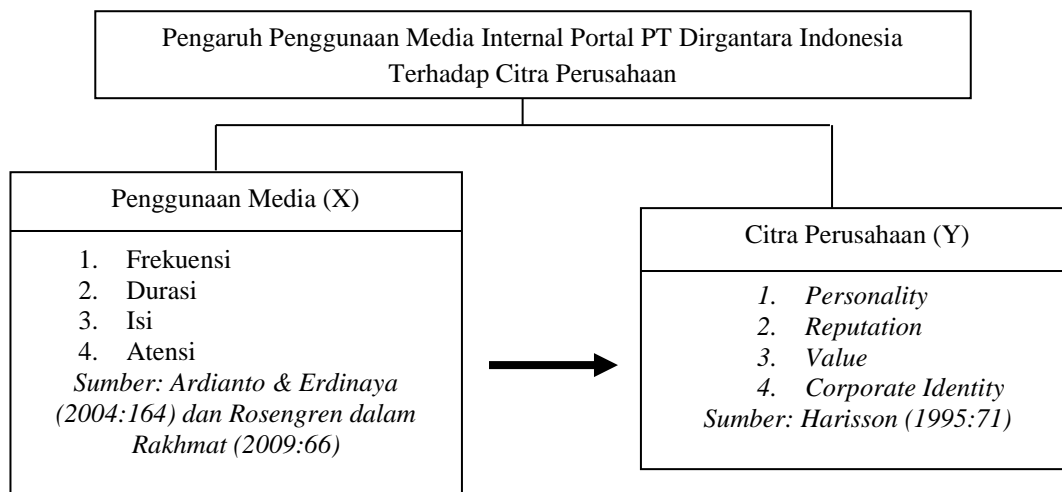 Pengaruh Penggunaan Media Internal Portal PT Dirgantara Indonesia
Terhadap Citra Perusahaan
Penggunaan Media (X)
1. Frekuensi
2. Durasi
3. Isi
4. Atensi
Sumber: Ardianto & Erdinaya
(2004:164) dan Rosengren dalam
Rakhmat (2009:66)
Citra Perusahaan (Y)
1. Personality
2. Reputation
3. Value
4. Corporate Identity
Sumber: Harisson (1995:71)